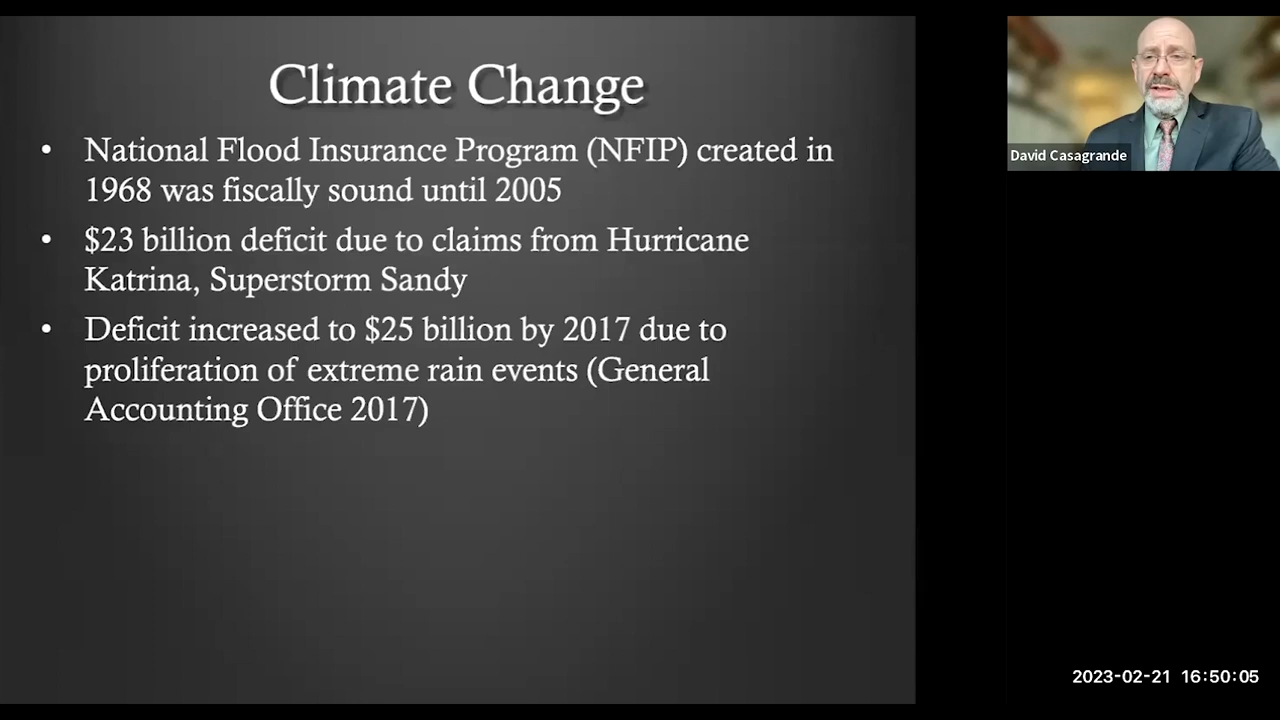 Climate Change
• National Flood Insurance Program (NFIP) created in
1968 was fiscally sound until 2005
• $23 billion deficit due to claims from Hurricane
Katrina, Superstorm Sandy
• Deficit increased to $25 billion by 2017 due to
proliferation of extreme rain events (General
Accounting Office 2017)
David Casagrande
2023-02-21 16:50:05